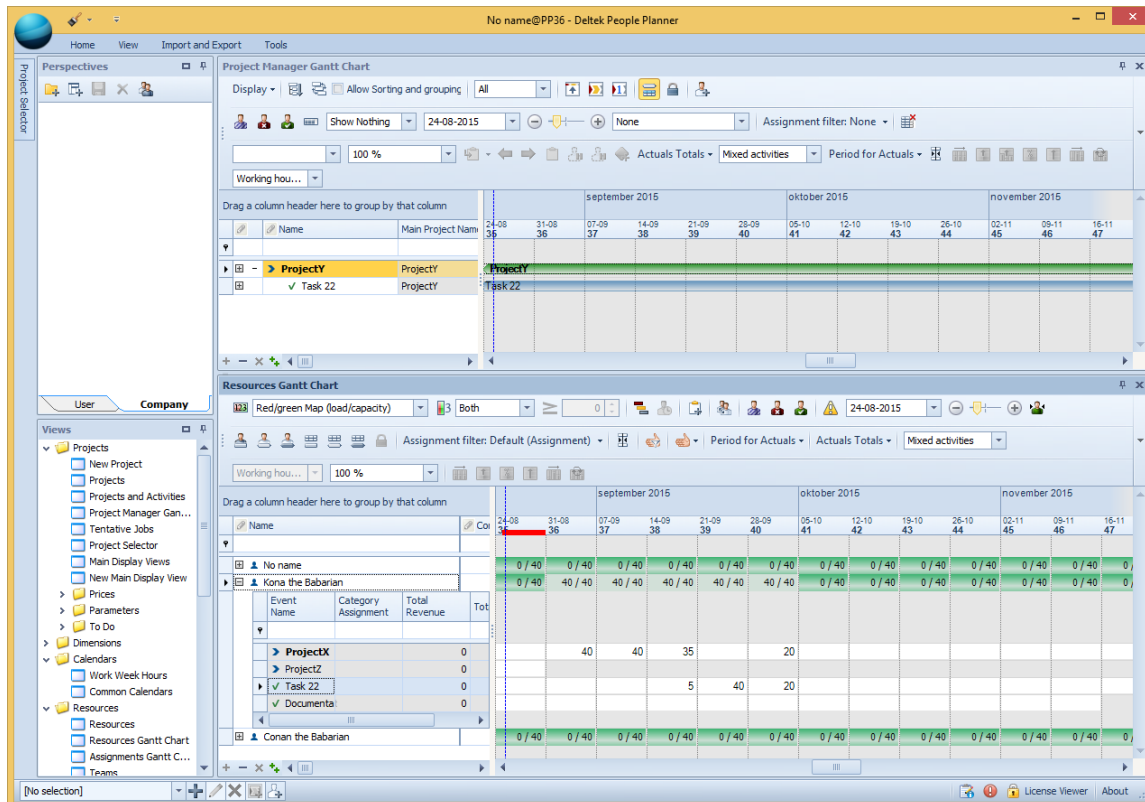 No name@PP36 - Deltek People Planner
Home View Import and Export Tools
Project Selector
Perspectives
User Company
Views
Projects
New Project
Projects
Projects and Activities
Project Manager Gan...
Tentative Jobs
Project Selector
Main Display Views
New Main Display View
Prices
Parameters
To Do
Dimensions
Calendars
Work Week Hours
Common Calendars
Resources
Resources
Resources Gantt Chart
Assignments Gantt C...
Teams
Project Manager Gantt Chart
Display Allow Sorting and grouping All
Show Nothing 24-08-2015 None Assignment filter: None
100 % Actuals Totals Mixed activities Period for Actuals
Working hou...
Drag a column header here to group by that column
september 2015 oktober 2015 november 2015
Name Main Project Name
24-08 31-08 07-09 14-09 21-09 28-09 05-10 12-10 19-10 26-10 02-11 09-11 16-11
35 36 37 38 39 40 41 42 43 44 45 46 47
ProjectY ProjectY ProjectY
Task 22 ProjectY Task 22
Resources Gantt Chart
123 Red/green Map (load/capacity) 3 Both ≥ 0 24-08-2015
Assignment filter: Default (Assignment) Period for Actuals Actuals Totals Mixed activities
Working hou... 100 %
Drag a column header here to group by that column
september 2015 oktober 2015 november 2015
Name Cor
24-08 31-08 07-09 14-09 21-09 28-09 05-10 12-10 19-10 26-10 02-11 09-11 16-11
35 36 37 38 39 40 41 42 43 44 45 46 47
No name 0 / 40 0 / 40 0 / 40 0 / 40 0 / 40 0 / 40 0 / 40 0 / 40 0 / 40 0 / 40 0 / 40 0 / 40 0 /
Kona the Babarian 0 / 40 40 / 40 40 / 40 40 / 40 40 / 40 40 / 40 0 / 40 0 / 40 0 / 40 0 / 40 0 / 40 0 / 40 0 /
Event Name Category Assignment Total Revenue Tot
ProjectX 0 40 40 35 20
ProjectZ 0
Task 22 0 5 40 20
Documentat 0
Conan the Babarian 0 / 40 0 / 40 0 / 40 0 / 40 0 / 40 0 / 40 0 / 40 0 / 40 0 / 40 0 / 40 0 / 40 0 / 40 0 /
[No selection] License Viewer About